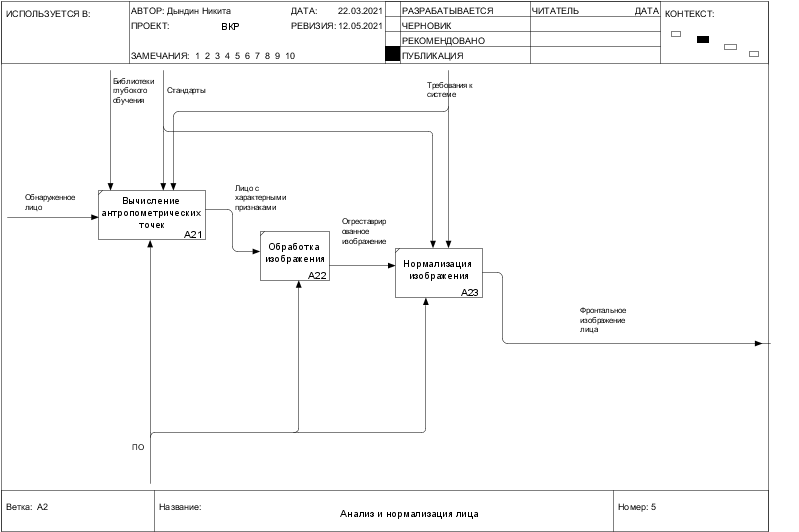 ИСПОЛЬЗУЕТСЯ В:
АВТОР: Дындин Никита
ДАТА: 22.03.2021
ПРОЕКТ: ВКР
РЕВИЗИЯ: 12.05.2021
ЗАМЕЧАНИЯ: 1 2 3 4 5 6 7 8 9 10
РАЗРАБАТЫВАЕТСЯ
ЧЕРНОВИК
РЕКОМЕНДОВАНО
ПУБЛИКАЦИЯ
ЧИТАТЕЛЬ
ДАТА
КОНТЕКСТ:
Библиотеки
глубокого
обучения
Стандарты
Требования к
системе
Обнаруженное
лицо
Вычисление
антропометрических
точек
A21
Лицо с
характерными
признаками
Обработка
изображения
A22
Огреставрир
ованное
изображение
Нормализация
изображения
A23
Фронтальное
изображение
лица
ПО
Ветка: A2
Название:
Анализ и нормализация лица
Номер: 5